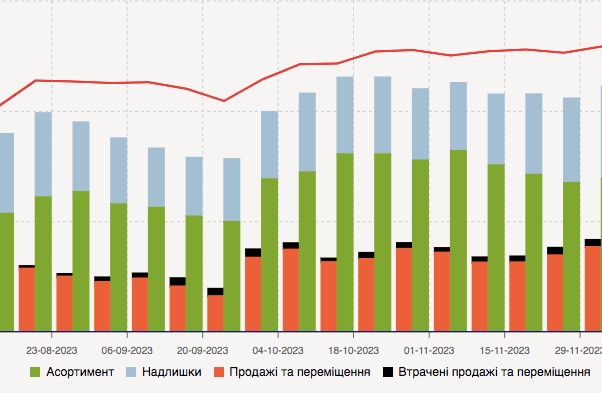 23-08-2023 06-09-2023 20-09-2023 04-10-2023 18-10-2023 01-11-2023 15-11-2023 29-11-202
Асортимент Надлишки Продажі та переміщення Втрачені продажі та переміщення